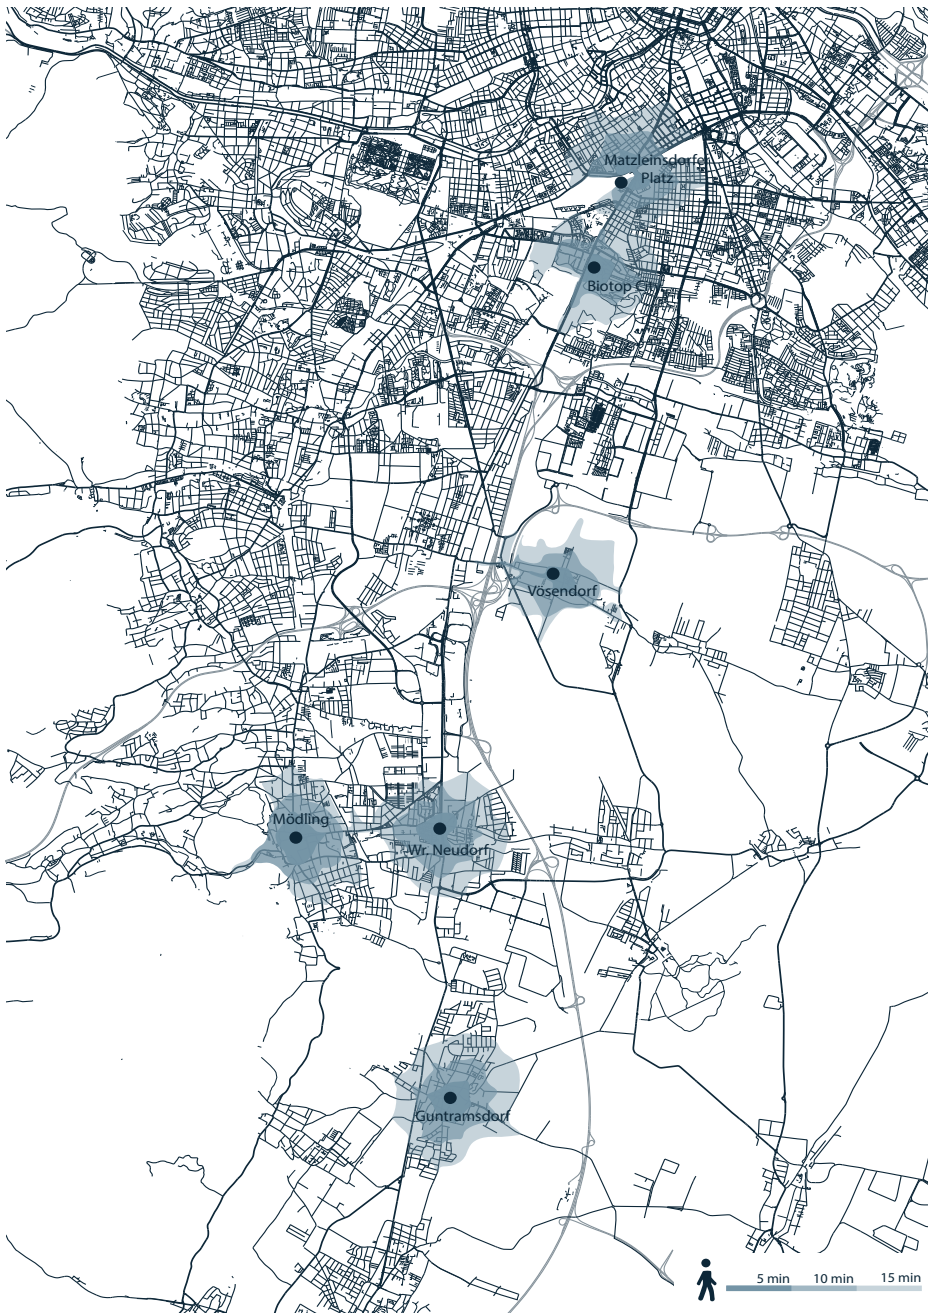 Matzleinsdorfer
Platz
Biotop City
Vösendorf
Mödling
Wr. Neudorf
Guntramsdorf
5 min 10 min 15 min